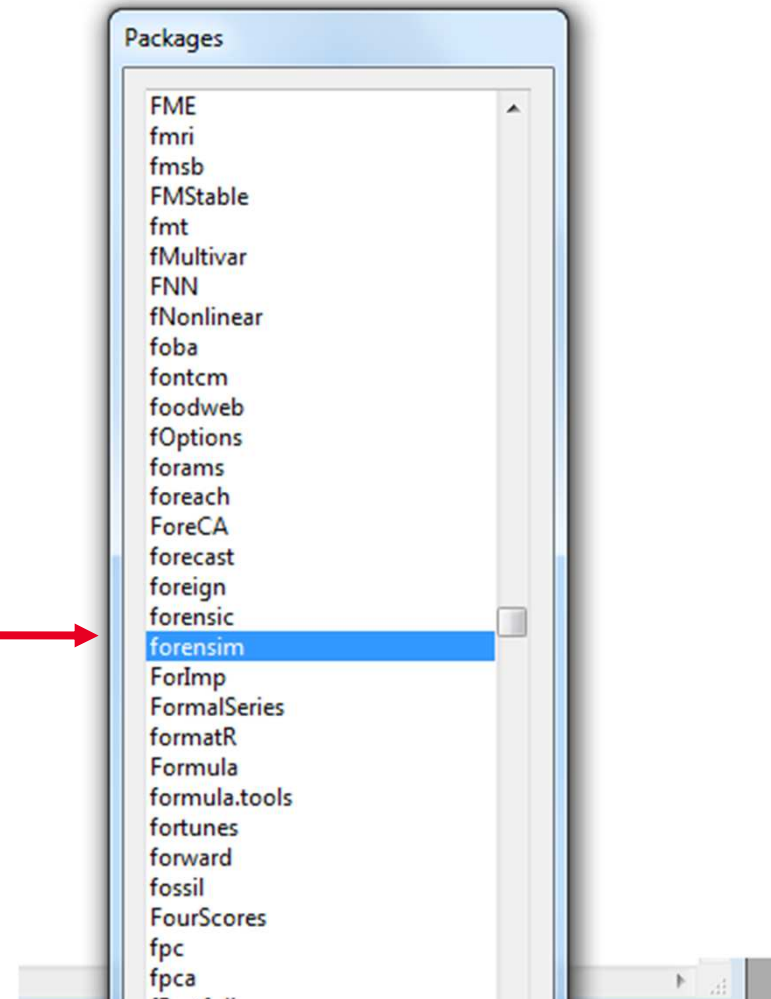 Packages
FME
fmri
fmsb
FMStable
fmt
fMultivar
FNN
fNonlinear
foba
fontcm
foodweb
fOptions
forams
foreach
ForeCA
forecast
foreign
forensic
forensim
ForImp
FormalSeries
formatR
Formula
formula.tools
fortunes
forward
fossil
FourScores
fpc
fpca